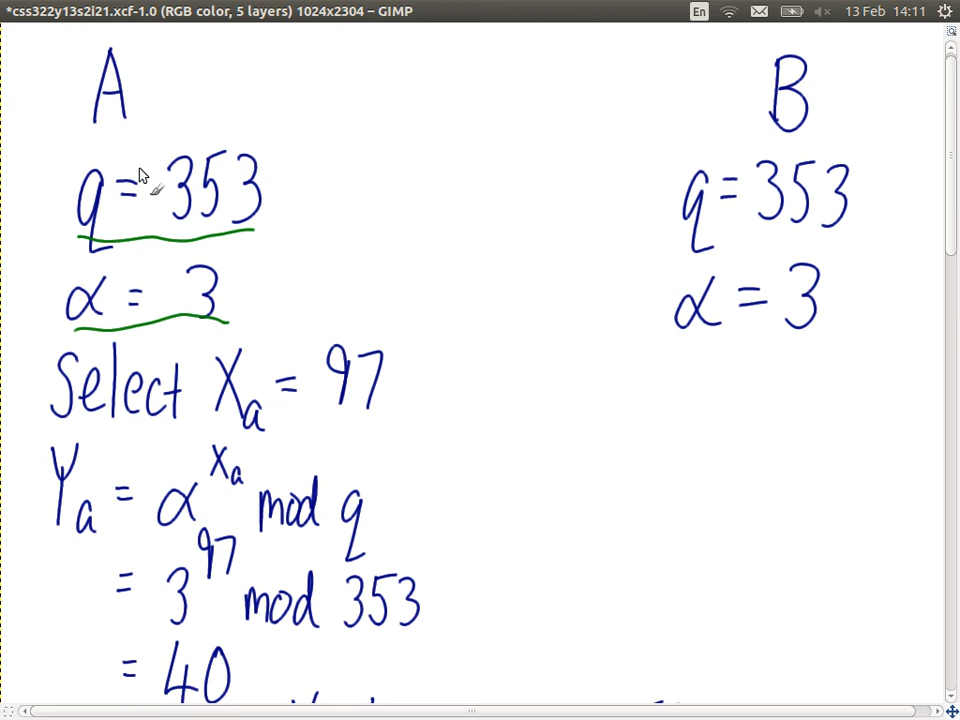 *css322y13s2i21.xcf-1.0 (RGB color, 5 layers) 1024x2304 – GIMP
En
13 Feb 14:11
A
B
q = 353
q = 353
α = 3
α = 3
Select Xa = 97
Ya = α^Xa mod q
= 3^97 mod 353
= 40